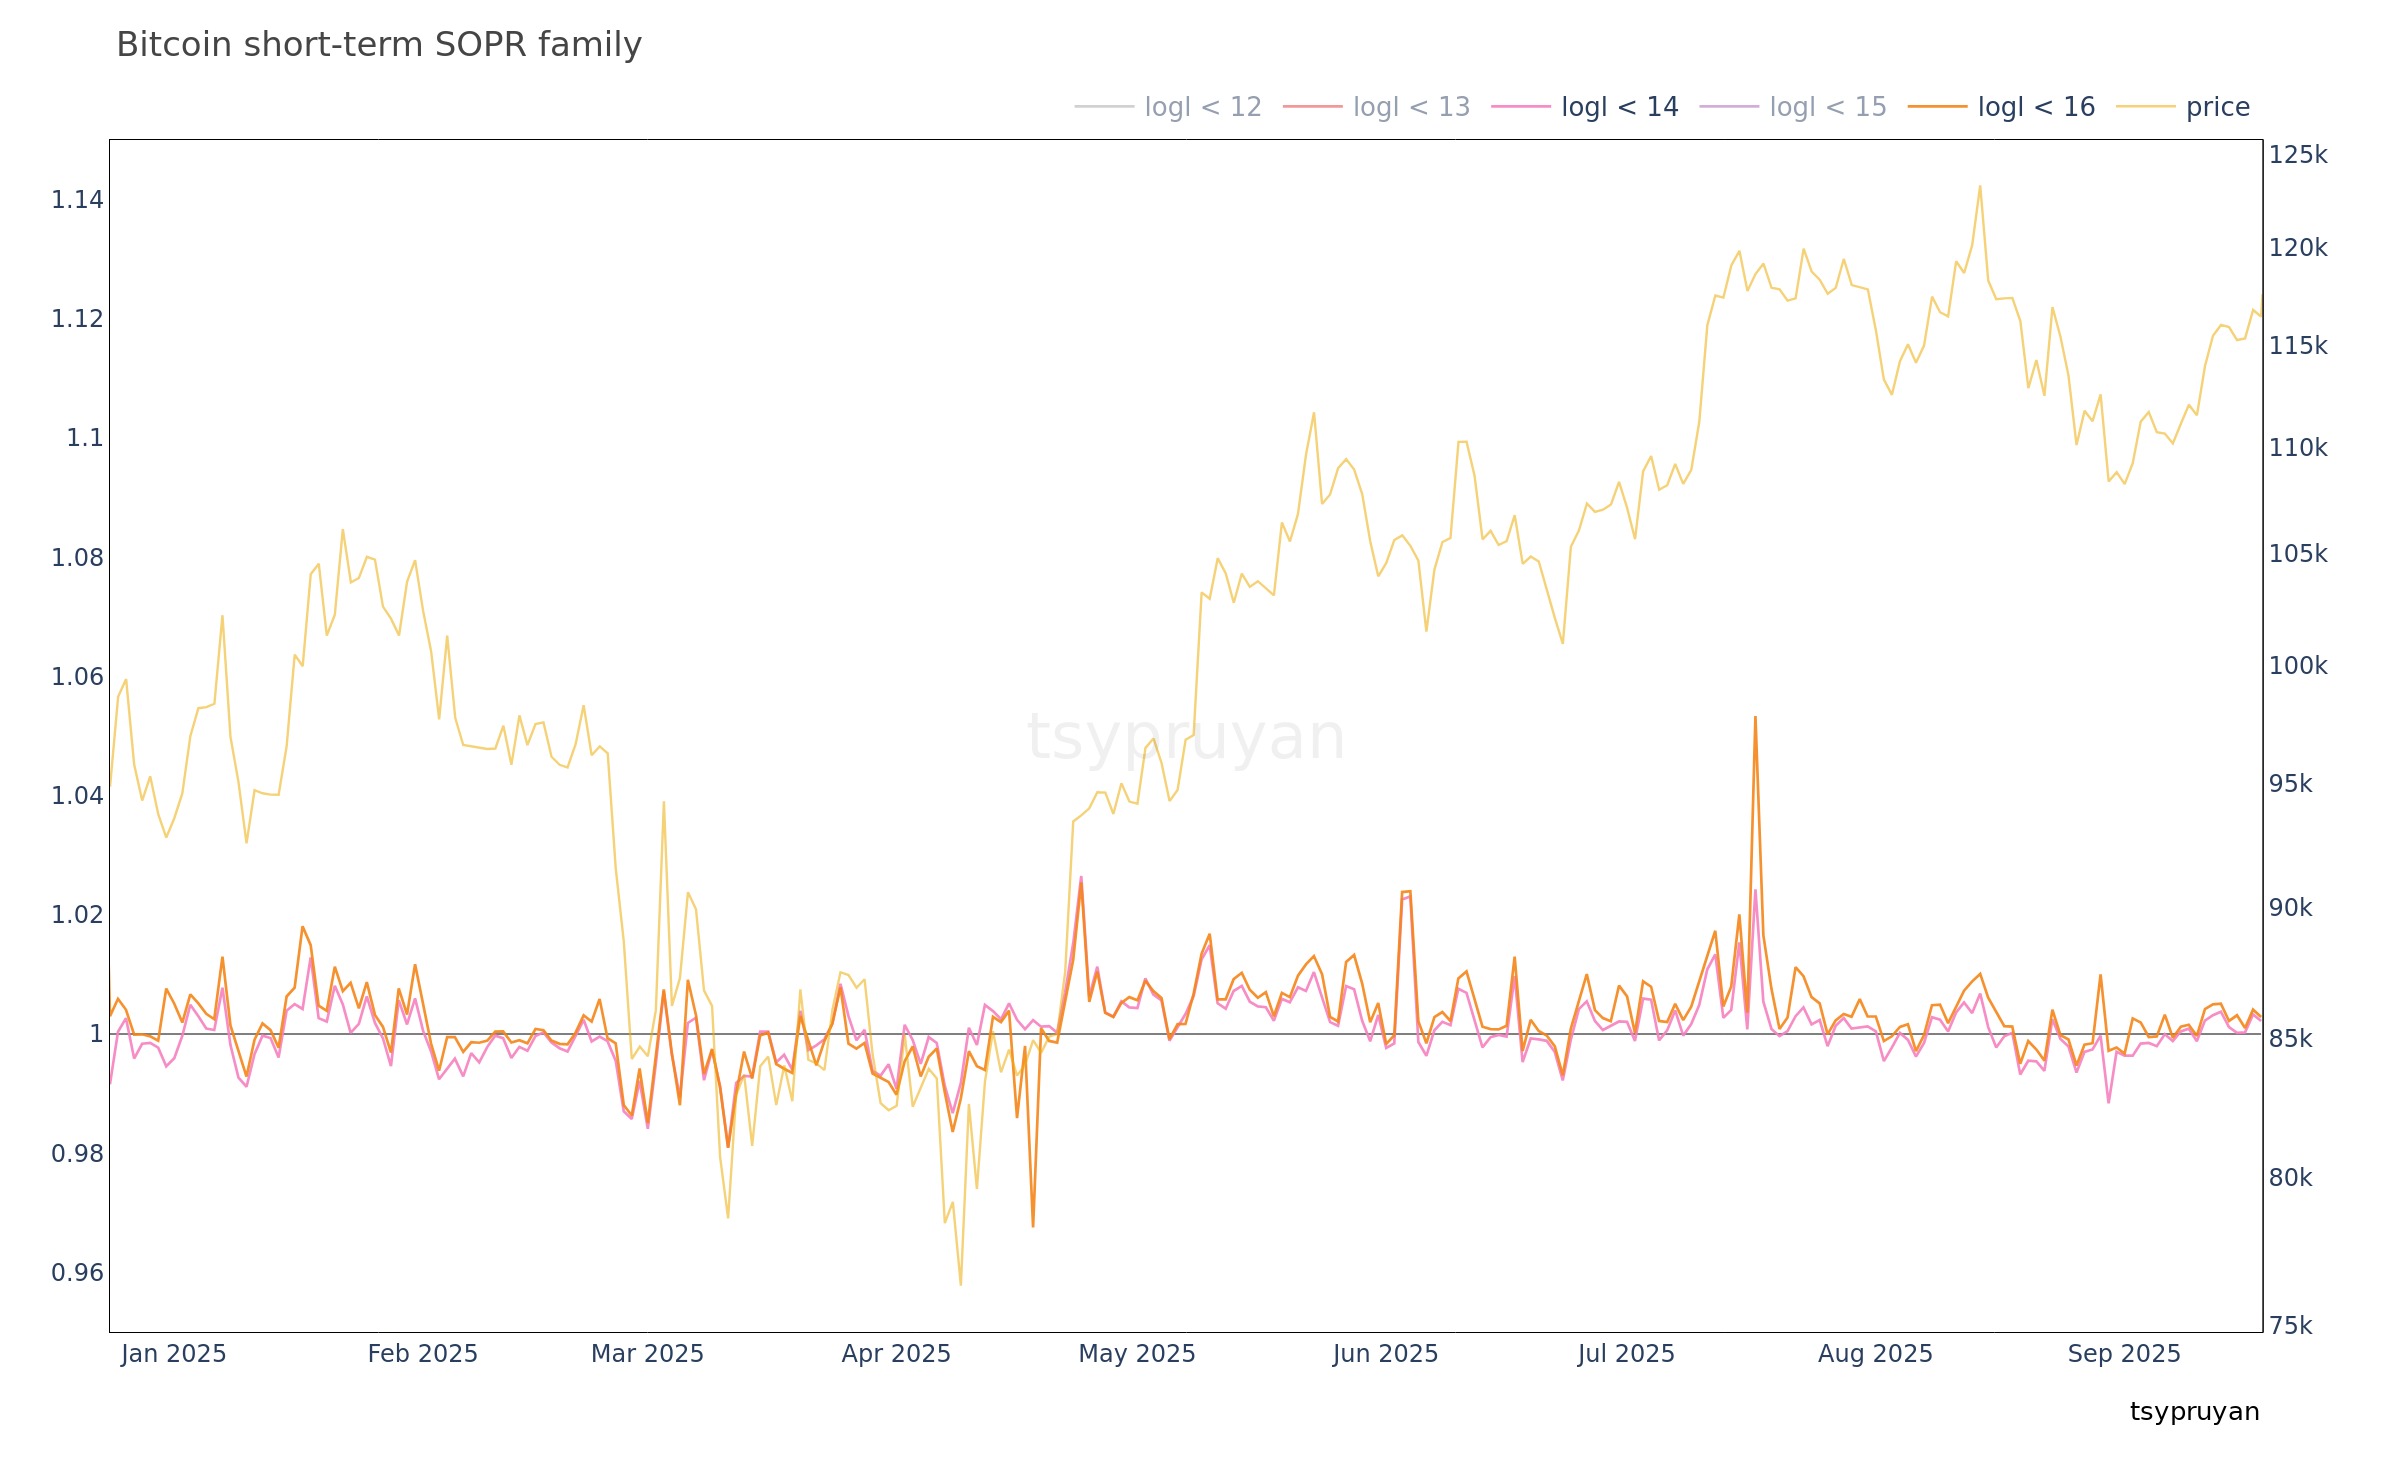 Bitcoin short-term SOPR family
logl < 12 logl < 13 logl < 14 logl < 15 logl < 16 price
1.14
1.12
1.1
1.08
1.06
1.04
1.02
1
0.98
0.96
125k
120k
115k
110k
105k
100k
95k
90k
85k
80k
75k
tsypruyan
Jan 2025 Feb 2025 Mar 2025 Apr 2025 May 2025 Jun 2025 Jul 2025 Aug 2025 Sep 2025
tsypruyan